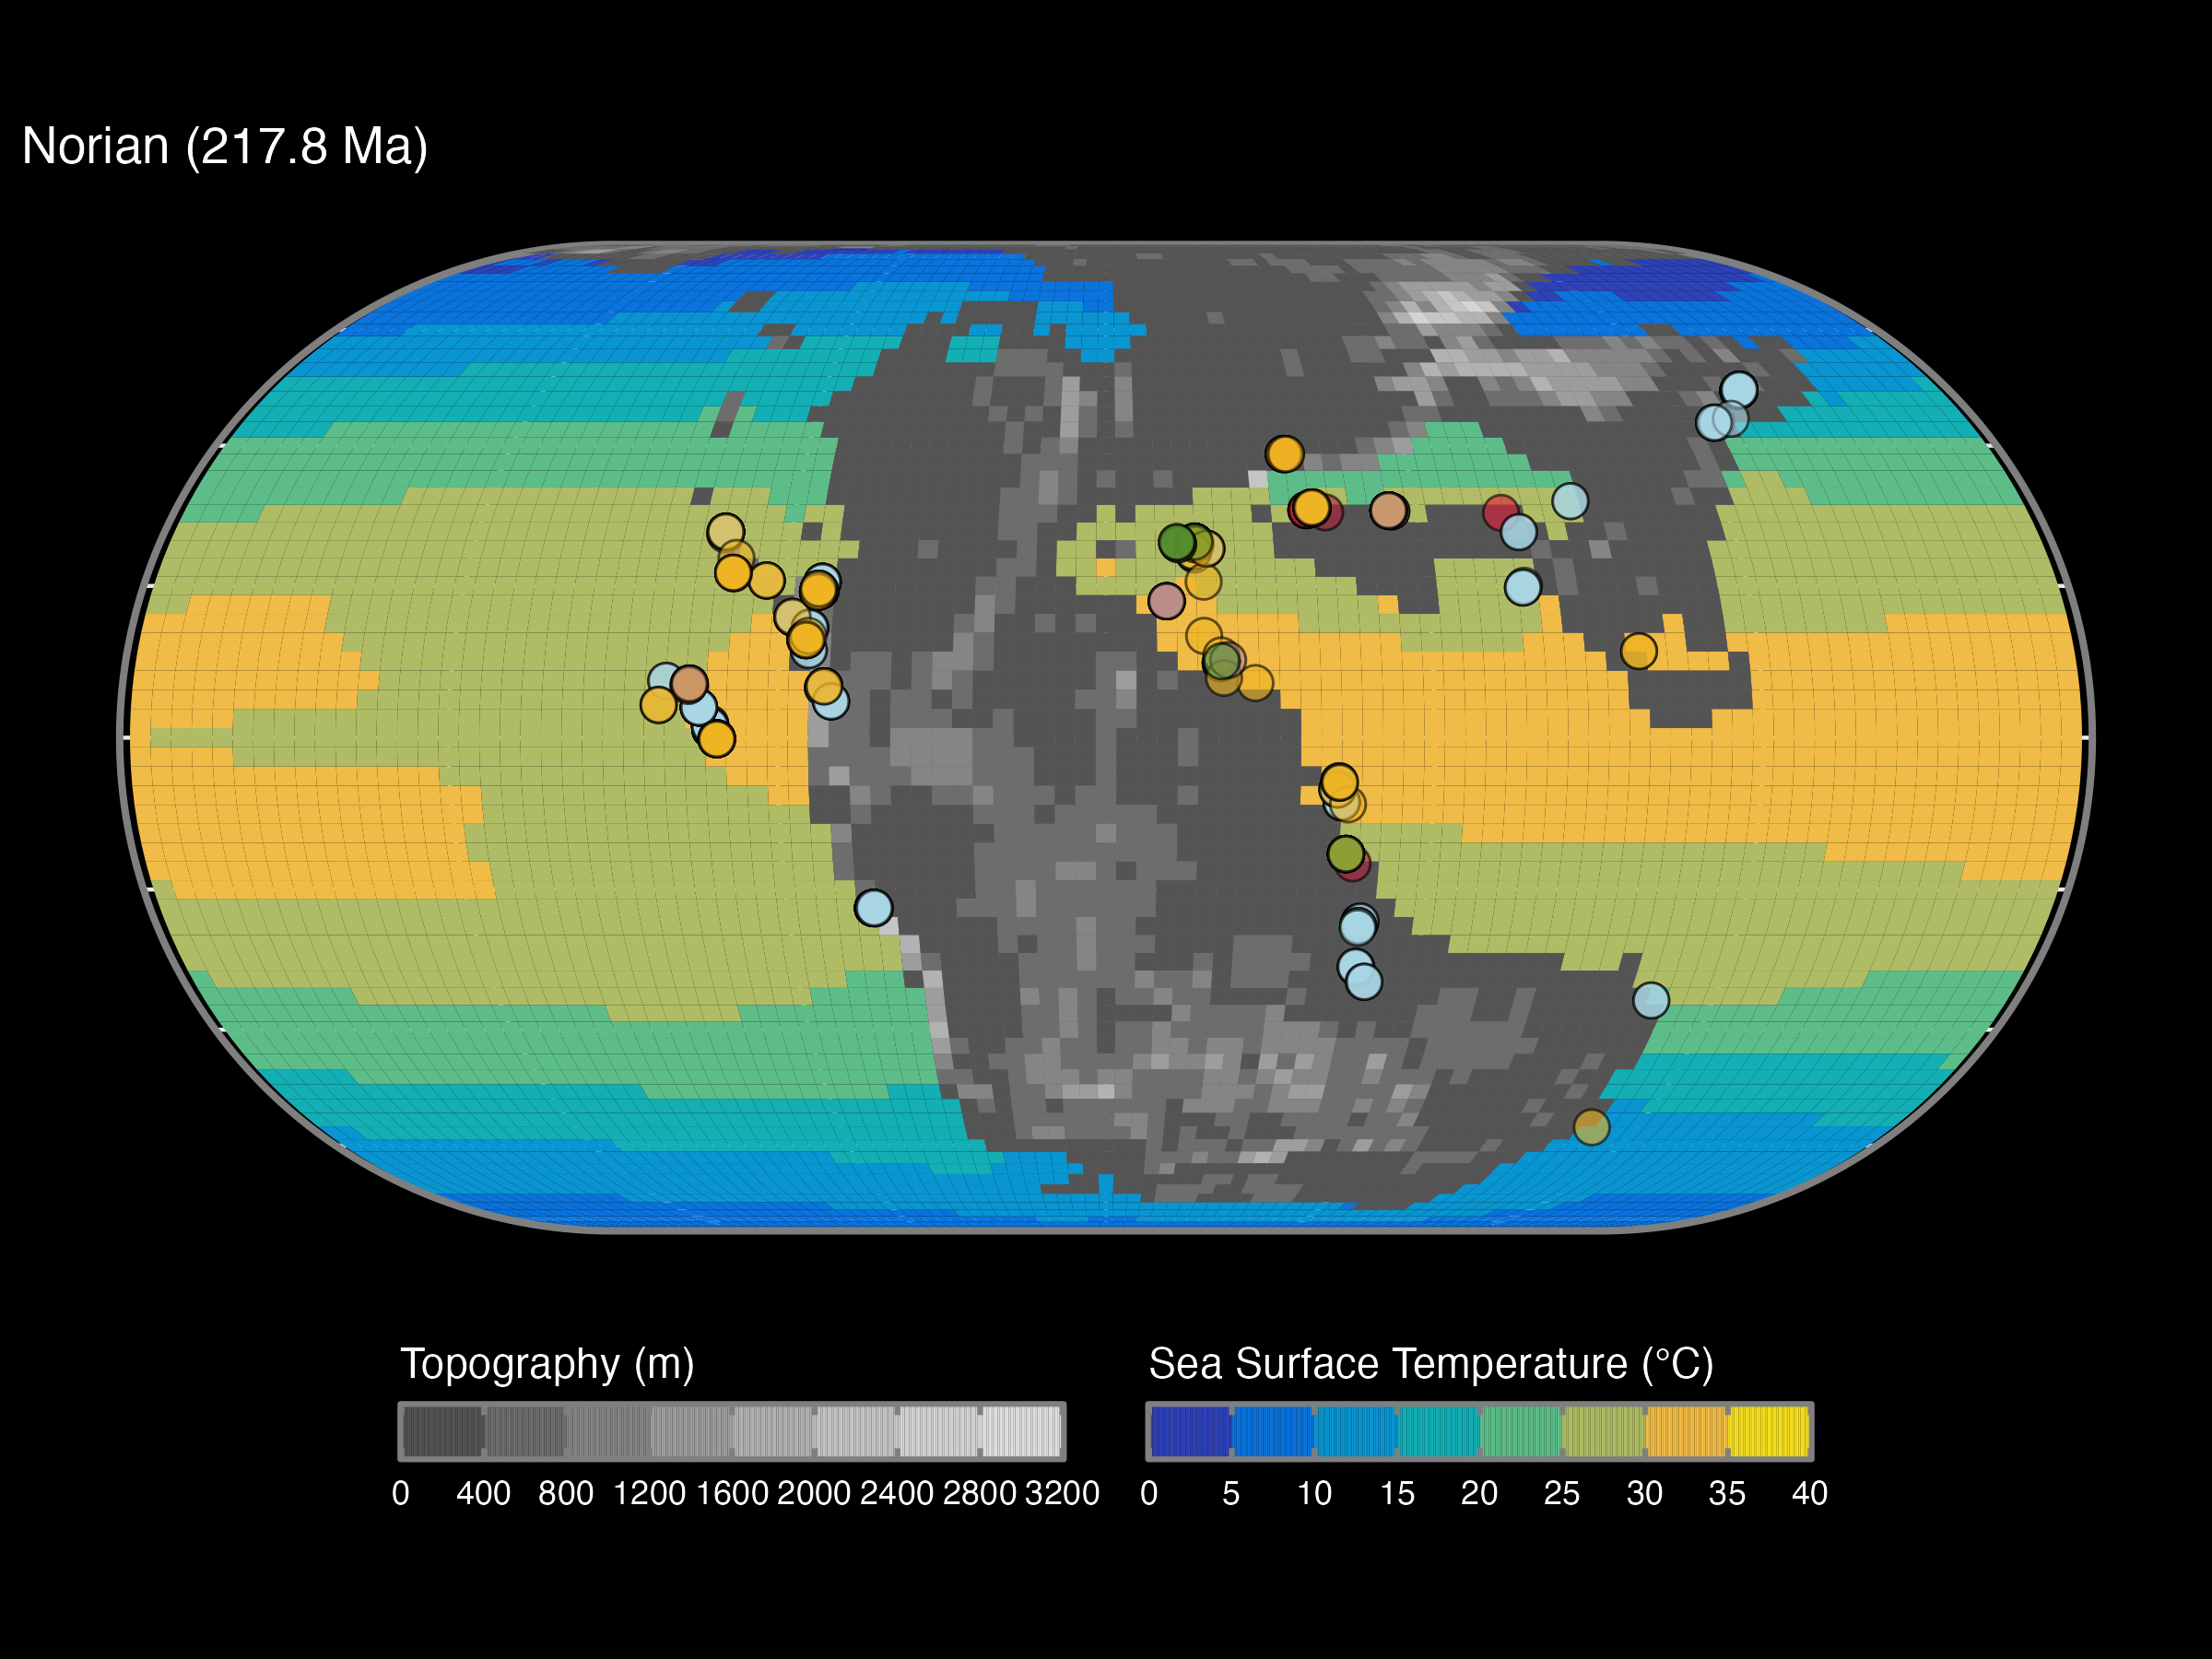 Norian (217.8 Ma)
Topography (m)
0 400 800 1200 1600 2000 2400 2800 3200
Sea Surface Temperature (°C)
0 5 10 15 20 25 30 35 40